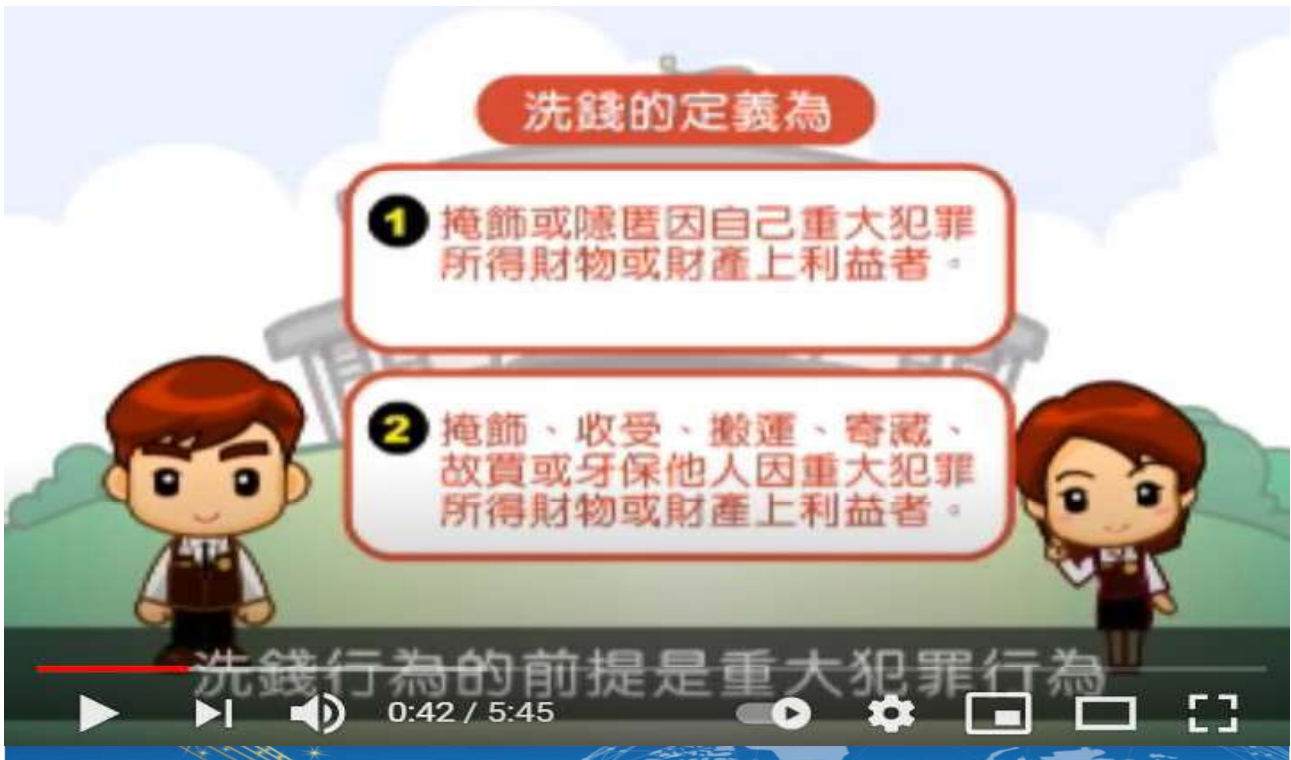 洗錢的定義為
1 掩飾或隱匿因自己重大犯罪
所得財物或財產上利益者。
2 掩飾、收受、搬運、寄藏、
故買或牙保他人因重大犯罪
所得財物或財產上利益者。
洗錢行為的前提是重大犯罪行為
0:42 / 5:45